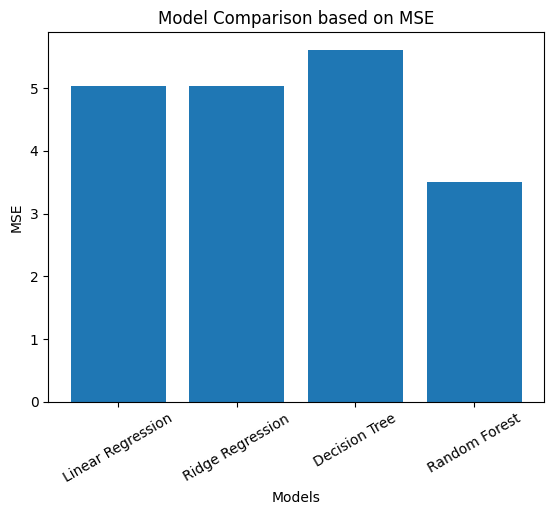 Model Comparison based on MSE
MSE
5
4
3
2
1
0
Linear Regression
Ridge Regression
Decision Tree
Random Forest
Models